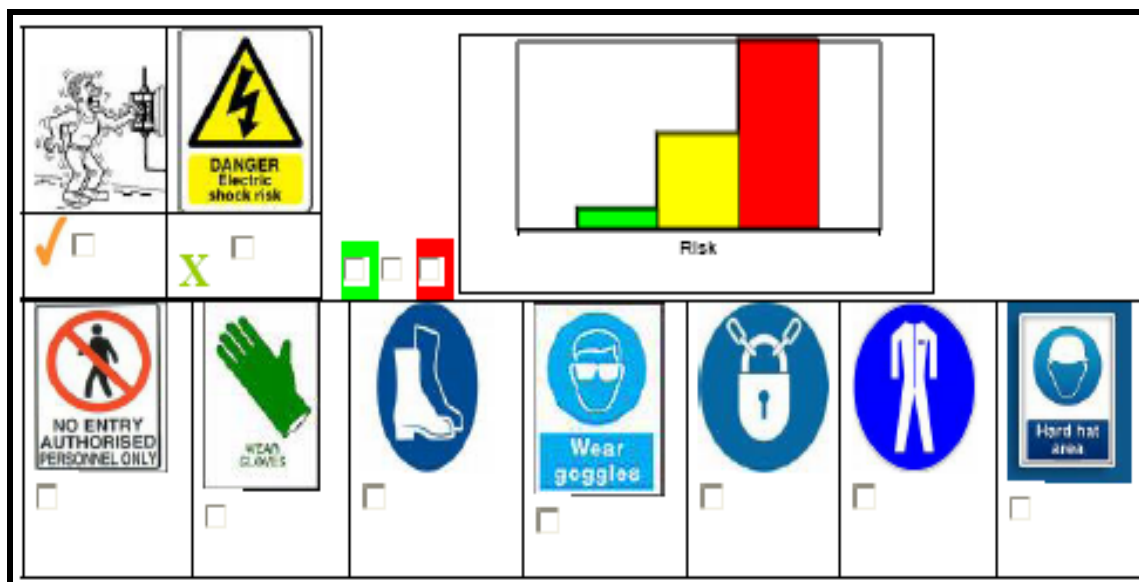 DANGER
Electric
shock risk
X
Risk
NO ENTRY
AUTHORISED
PERSONNEL ONLY
WEAR
GLOVES
Wear
goggles
Hard hat
area